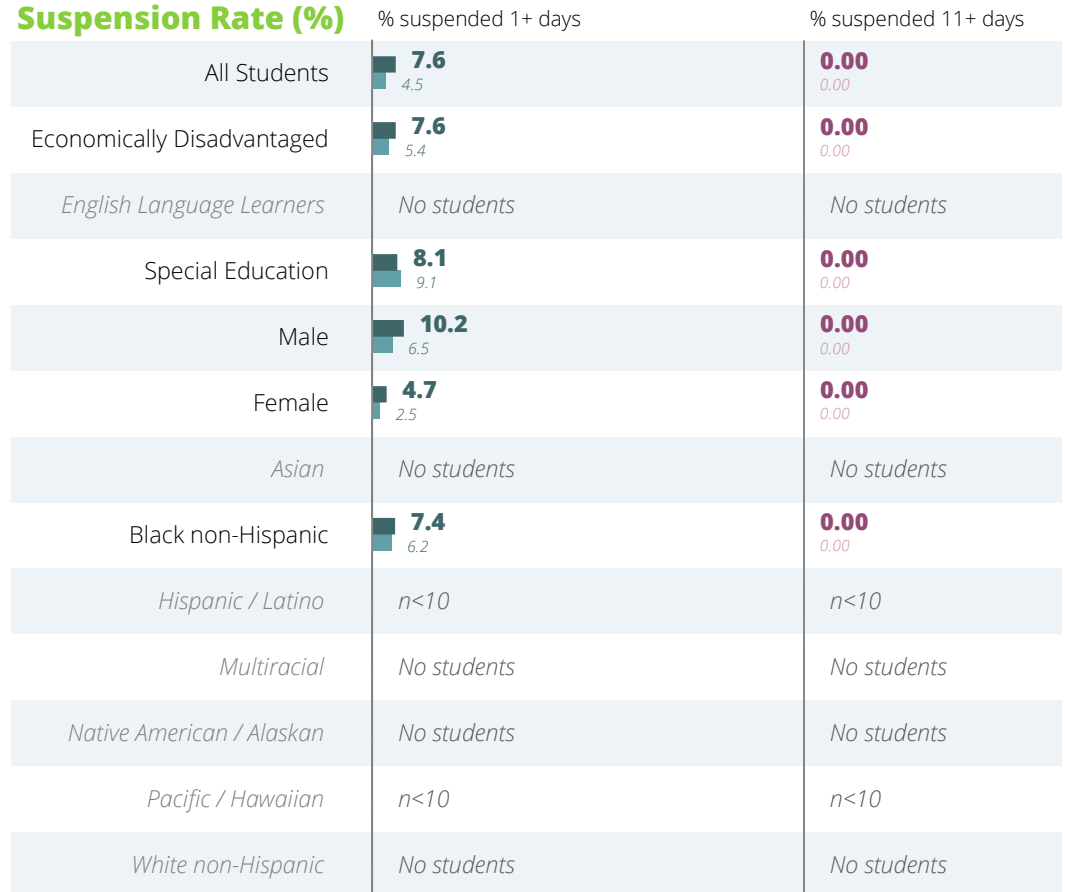 Suspension Rate (%) % suspended 1+ days % suspended 11+ days
All Students 7.6 0.00
4.5 0.00
Economically Disadvantaged 7.6 0.00
5.4 0.00
English Language Learners No students No students
Special Education 8.1 0.00
9.1 0.00
Male 10.2 0.00
6.5 0.00
Female 4.7 0.00
2.5 0.00
Asian No students No students
Black non-Hispanic 7.4 0.00
6.2 0.00
Hispanic / Latino n<10 n<10
Multiracial No students No students
Native American / Alaskan No students No students
Pacific / Hawaiian n<10 n<10
White non-Hispanic No students No students